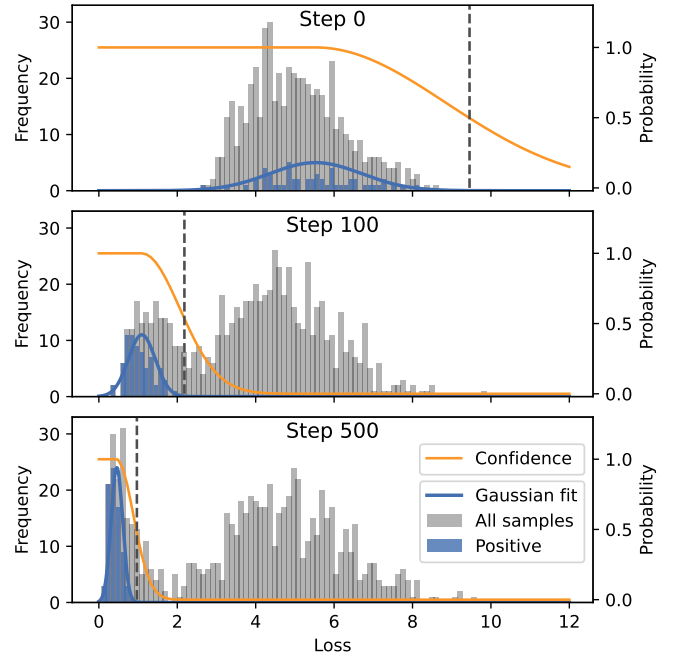 Step 0
30
20
10
0
Frequency
1.0
0.5
0.0
Probability
Step 100
30
20
10
0
Frequency
1.0
0.5
0.0
Probability
Step 500
30
20
10
0
Frequency
1.0
0.5
0.0
Probability
Confidence
Gaussian fit
All samples
Positive
0 2 4 6 8 10 12
Loss